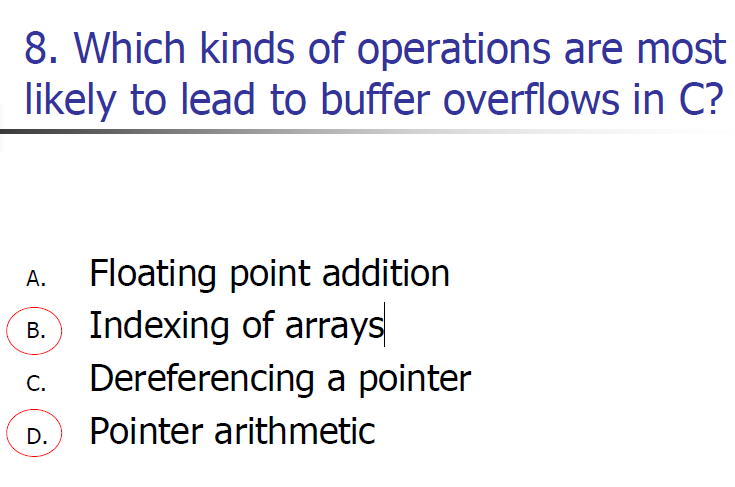 8. Which kinds of operations are most
likely to lead to buffer overflows in C?
A. Floating point addition
B. Indexing of arrays
C. Dereferencing a pointer
D. Pointer arithmetic